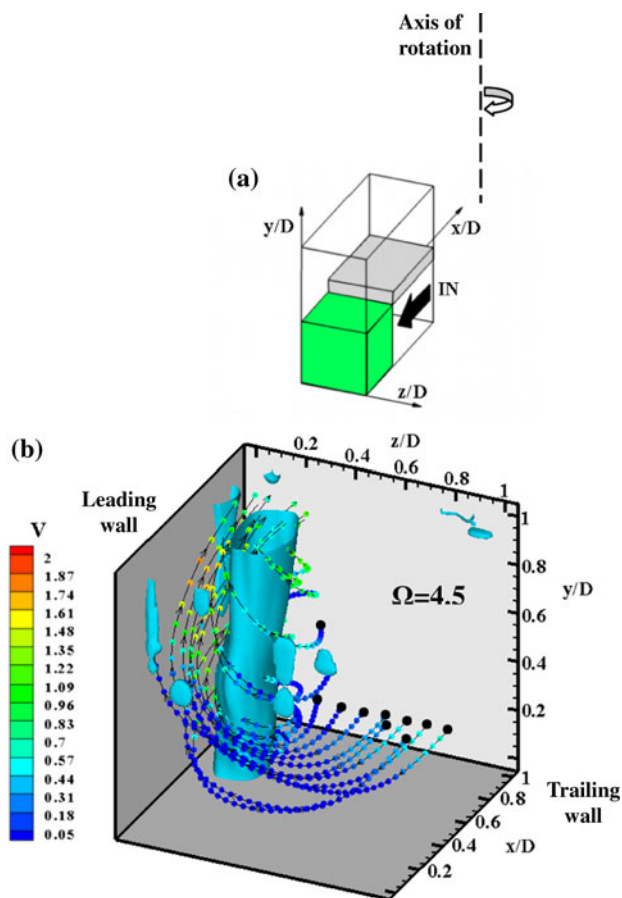 Axis of
rotation
(a)
y/D
x/D
IN
z/D
(b)
z/D
0.2
0.4
0.6
0.8
1
Leading
wall
1
0.8
y/D
0.6
0.4
0.2
Ω=4.5
V
2
1.87
1.74
1.61
1.48
1.35
1.22
1.09
0.96
0.83
0.7
0.57
0.44
0.31
0.18
0.05
1
0.8
0.6
0.4
0.2
x/D
Trailing
wall